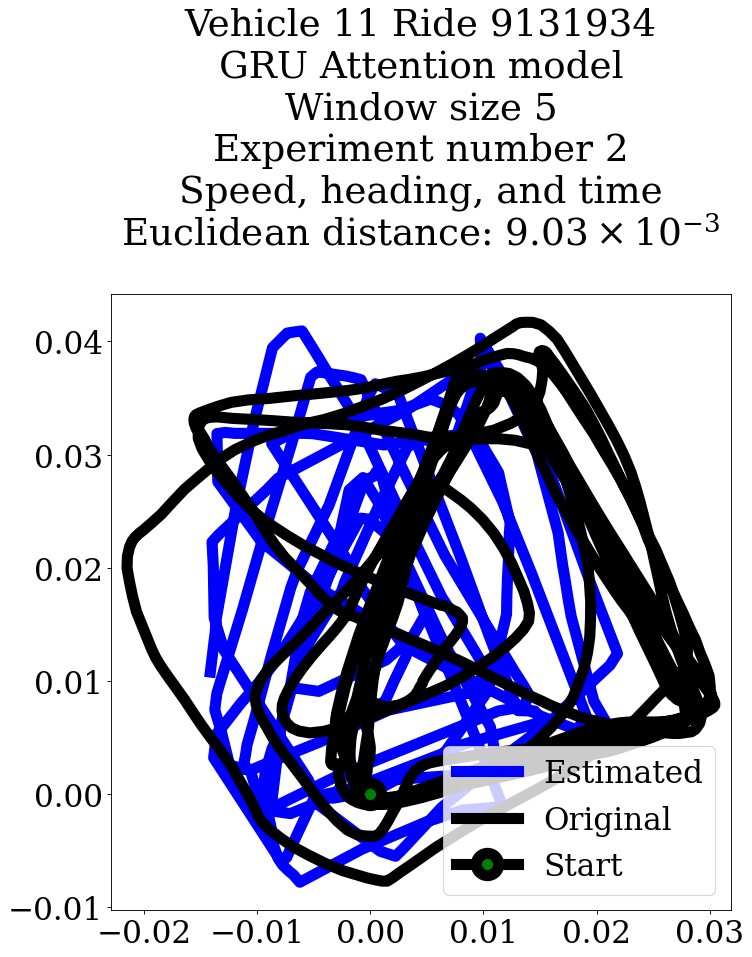 Vehicle 11 Ride 9131934
GRU Attention model
Window size 5
Experiment number 2
Speed, heading, and time
Euclidean distance: 9.03 × 10⁻³
0.04
0.03
0.02
0.01
0.00
−0.01
Estimated
Original
Start
−0.02 −0.01 0.00 0.01 0.02 0.03